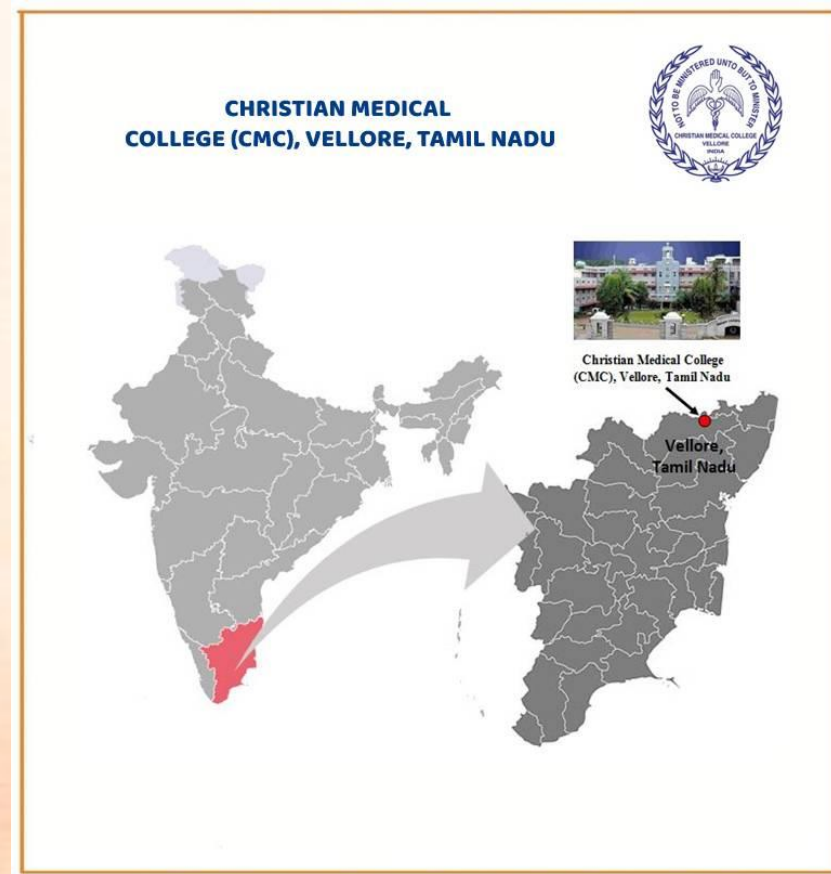 CHRISTIAN MEDICAL
COLLEGE (CMC), VELLORE, TAMIL NADU
NOT TO BE MINISTERED UNTO BUT TO MINISTER
CHRISTIAN MEDICAL COLLEGE
VELLORE
INDIA
Christian Medical College
(CMC), Vellore, Tamil Nadu
Vellore,
Tamil Nadu